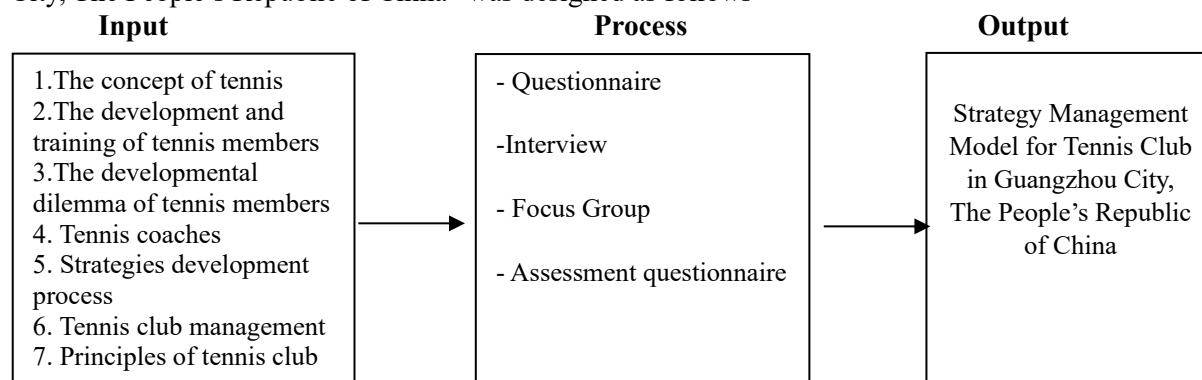 City, The People's Republic of China" was designed as follows
Input
1.The concept of tennis
2.The development and
training of tennis members
3.The developmental
dilemma of tennis members
4. Tennis coaches
5. Strategies development
process
6. Tennis club management
7. Principles of tennis club
Process
- Questionnaire
-Interview
- Focus Group
- Assessment questionnaire
Output
Strategy Management
Model for Tennis Club
in Guangzhou City,
The People's Republic
of China